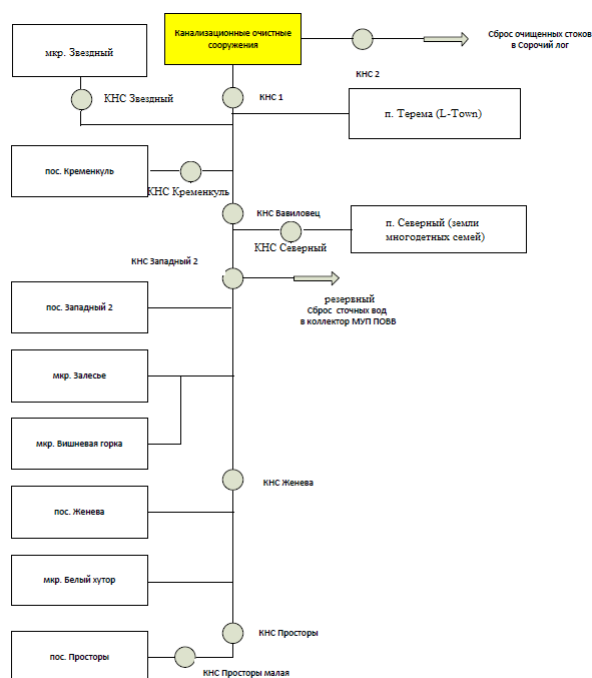 Канализационные очистные
сооружения
Сброс очищенных стоков
в Сорочий лог
КНС 2
мкр. Звездный
КНС Звездный
КНС 1
п. Терема (L-Town)
пос. Кременкуль
КНС Кременкуль
КНС Вавиловец
п. Северный (земли
многодетных семей)
КНС Северный
КНС Западный 2
резервный
Сброс сточных вод
в коллектор МУП ПОВВ
пос. Западный 2
мкр. Залесье
мкр. Вишневая горка
КНС Женева
пос. Женева
мкр. Белый хутор
КНС Просторы
пос. Просторы
КНС Просторы малая